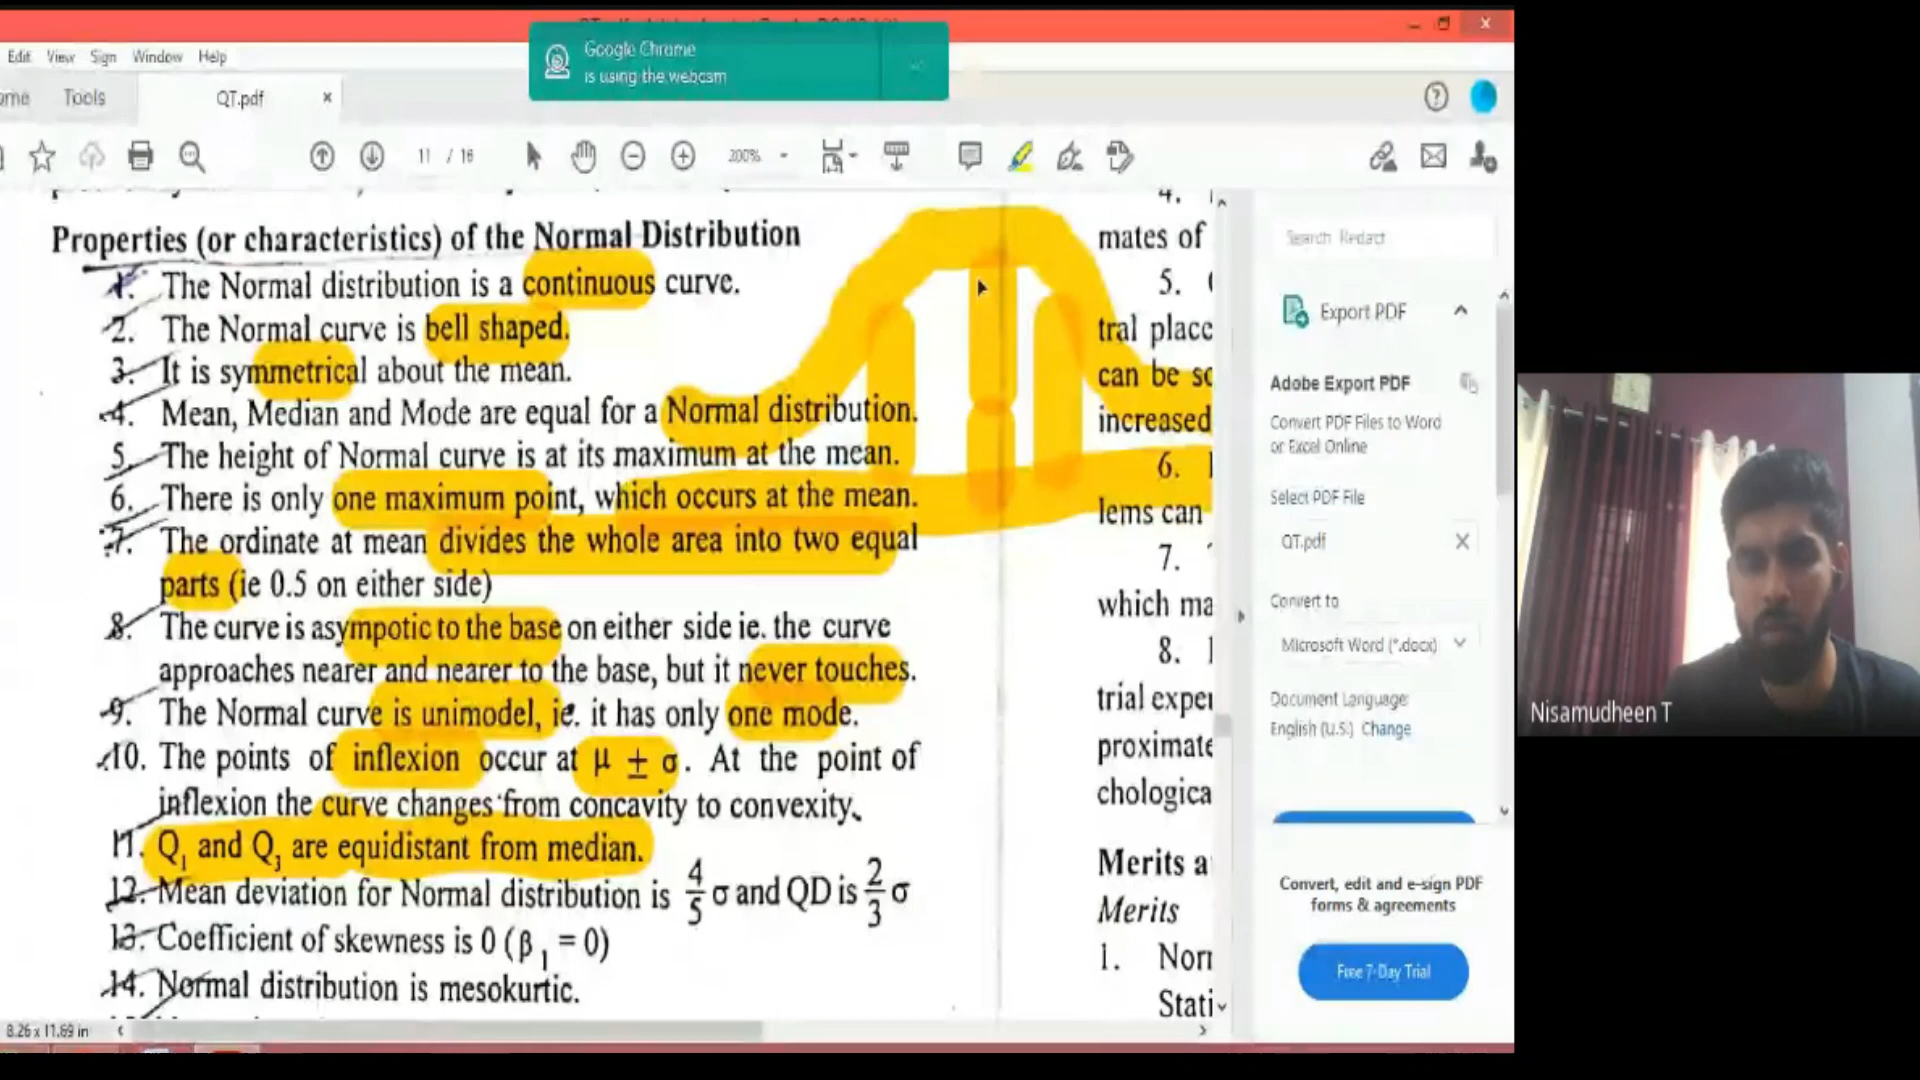 Google Chrome
is using the webcam
Edit View Sign Window Help
Tools
QT.pdf
11 / 16
200%
Properties (or characteristics) of the Normal Distribution
1. The Normal distribution is a continuous curve.
2. The Normal curve is bell shaped.
3. It is symmetrical about the mean.
4. Mean, Median and Mode are equal for a Normal distribution.
5. The height of Normal curve is at its maximum at the mean.
6. There is only one maximum point, which occurs at the mean.
7. The ordinate at mean divides the whole area into two equal
parts (ie 0.5 on either side)
8. The curve is asympotic to the base on either side ie. the curve
approaches nearer and nearer to the base, but it never touches.
9. The Normal curve is unimodel, ie. it has only one mode.
10. The points of inflexion occur at μ ± σ. At the point of
inflexion the curve changes from concavity to convexity.
11. Q1 and Q3 are equidistant from median.
12. Mean deviation for Normal distribution is 4/5 σ and QD is 2/3 σ
13. Coefficient of skewness is 0 (β1 = 0)
14. Normal distribution is mesokurtic.
8.26 x 11.69 in
4.
mates of
5.
tral place
can be so
increased
6.
lems can
7.
which ma
8.
trial exper
proximate
chologica
Merits a
Merits
1. Norr
Stati
Search Redact
Export PDF
Adobe Export PDF
Convert PDF Files to Word
or Excel Online
Select PDF File
QT.pdf
Convert to
Microsoft Word (*.docx)
Document Language:
English (U.S.) Change
Convert, edit and e-sign PDF
forms & agreements
Free 7-Day Trial
Nisamudheen T